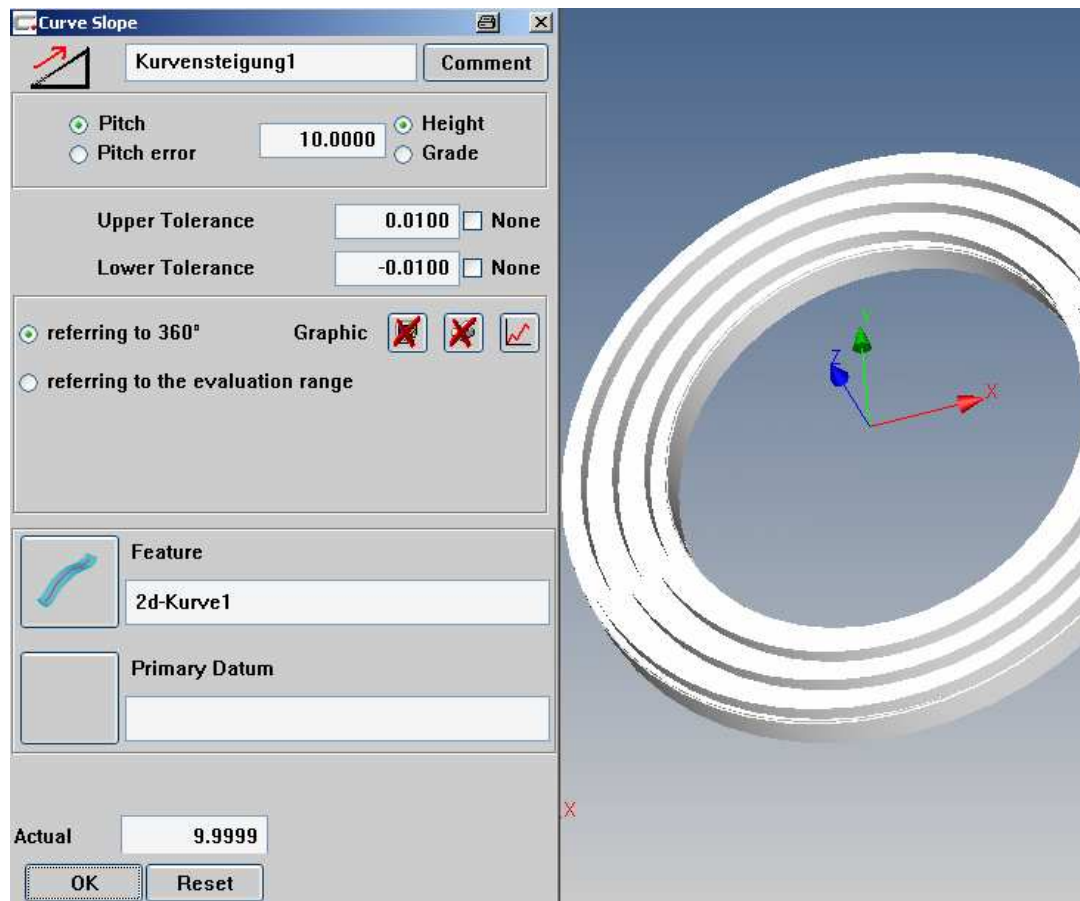 Curve Slope
Kurvensteigung1
Comment
Pitch
Pitch error
10.0000
Height
Grade
Upper Tolerance 0.0100 None
Lower Tolerance -0.0100 None
referring to 360° Graphic
referring to the evaluation range
Feature
2d-Kurve1
Primary Datum
Actual 9.9999
OK Reset
Y
Z
X
X